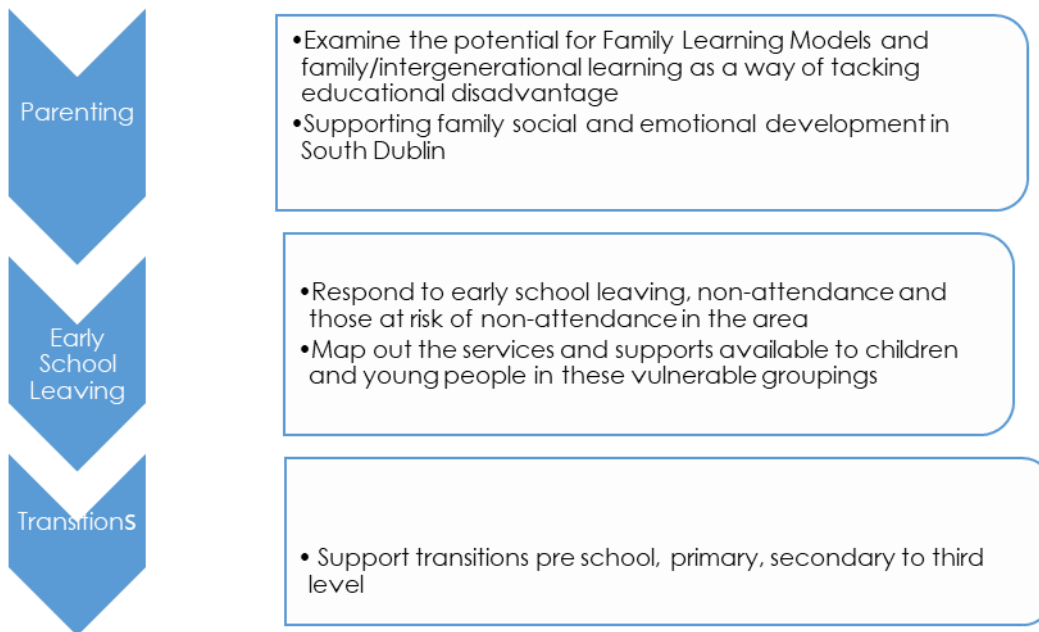 Parenting
•Examine the potential for Family Learning Models and
family/intergenerational learning as a way of tacking
educational disadvantage
•Supporting family social and emotional development in
South Dublin
Early
School
Leaving
•Respond to early school leaving, non-attendance and
those at risk of non-attendance in the area
•Map out the services and supports available to children
and young people in these vulnerable groupings
Transitions
• Support transitions pre school, primary, secondary to third
level